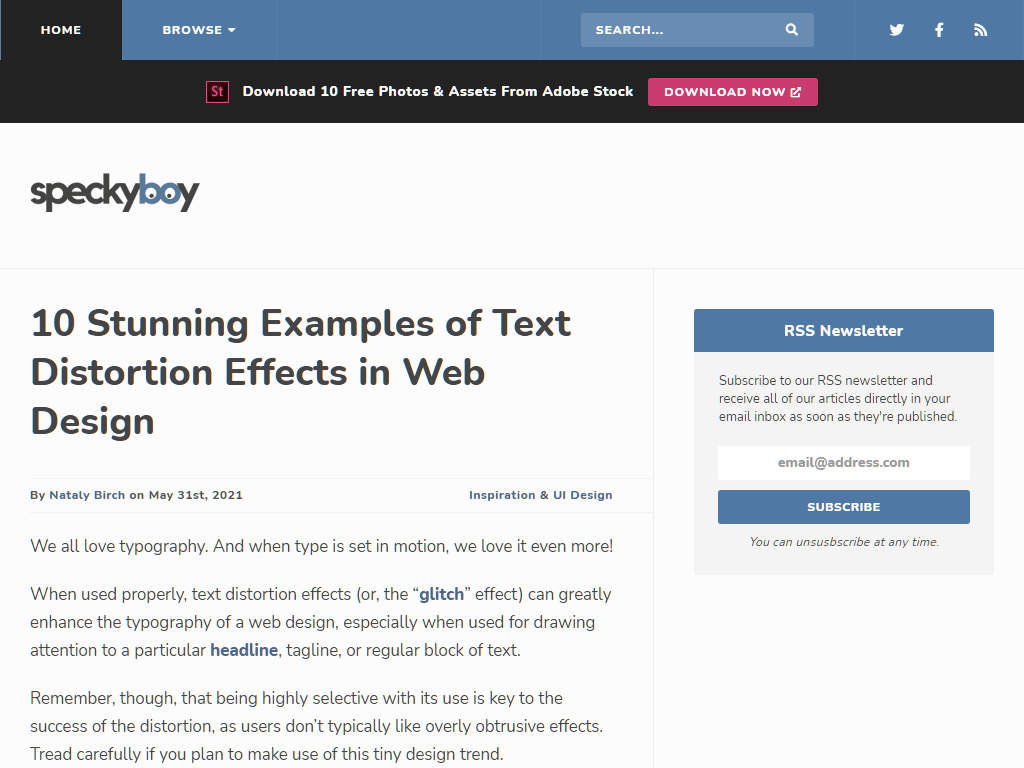 HOME
BROWSE
SEARCH...
St
Download 10 Free Photos & Assets From Adobe Stock
DOWNLOAD NOW
speckyboy
10 Stunning Examples of Text
Distortion Effects in Web
Design
By Nataly Birch on May 31st, 2021
Inspiration & UI Design
We all love typography. And when type is set in motion, we love it even more!
When used properly, text distortion effects (or, the “glitch” effect) can greatly
enhance the typography of a web design, especially when used for drawing
attention to a particular headline, tagline, or regular block of text.
Remember, though, that being highly selective with its use is key to the
success of the distortion, as users don’t typically like overly obtrusive effects.
Tread carefully if you plan to make use of this tiny design trend.
RSS Newsletter
Subscribe to our RSS newsletter and
receive all of our articles directly in your
email inbox as soon as they're published.
email@address.com
SUBSCRIBE
You can unsusbscribe at any time.